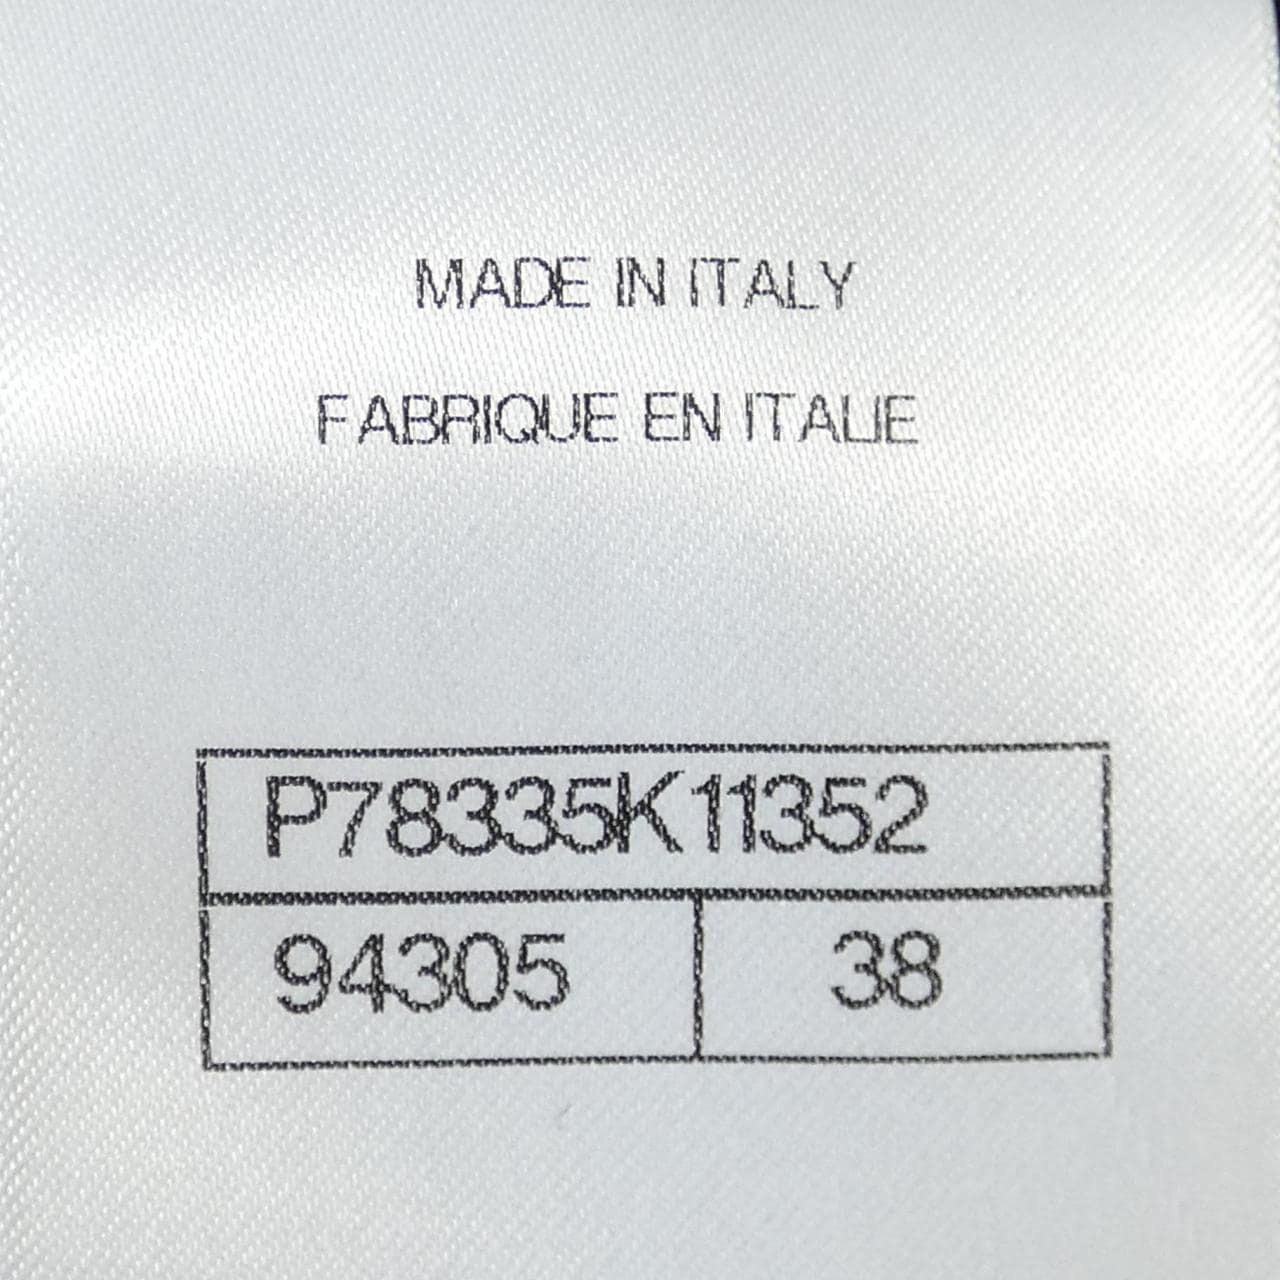 MADE IN ITALY
FABRIQUE EN ITALIE
P78335K11352
94305 38